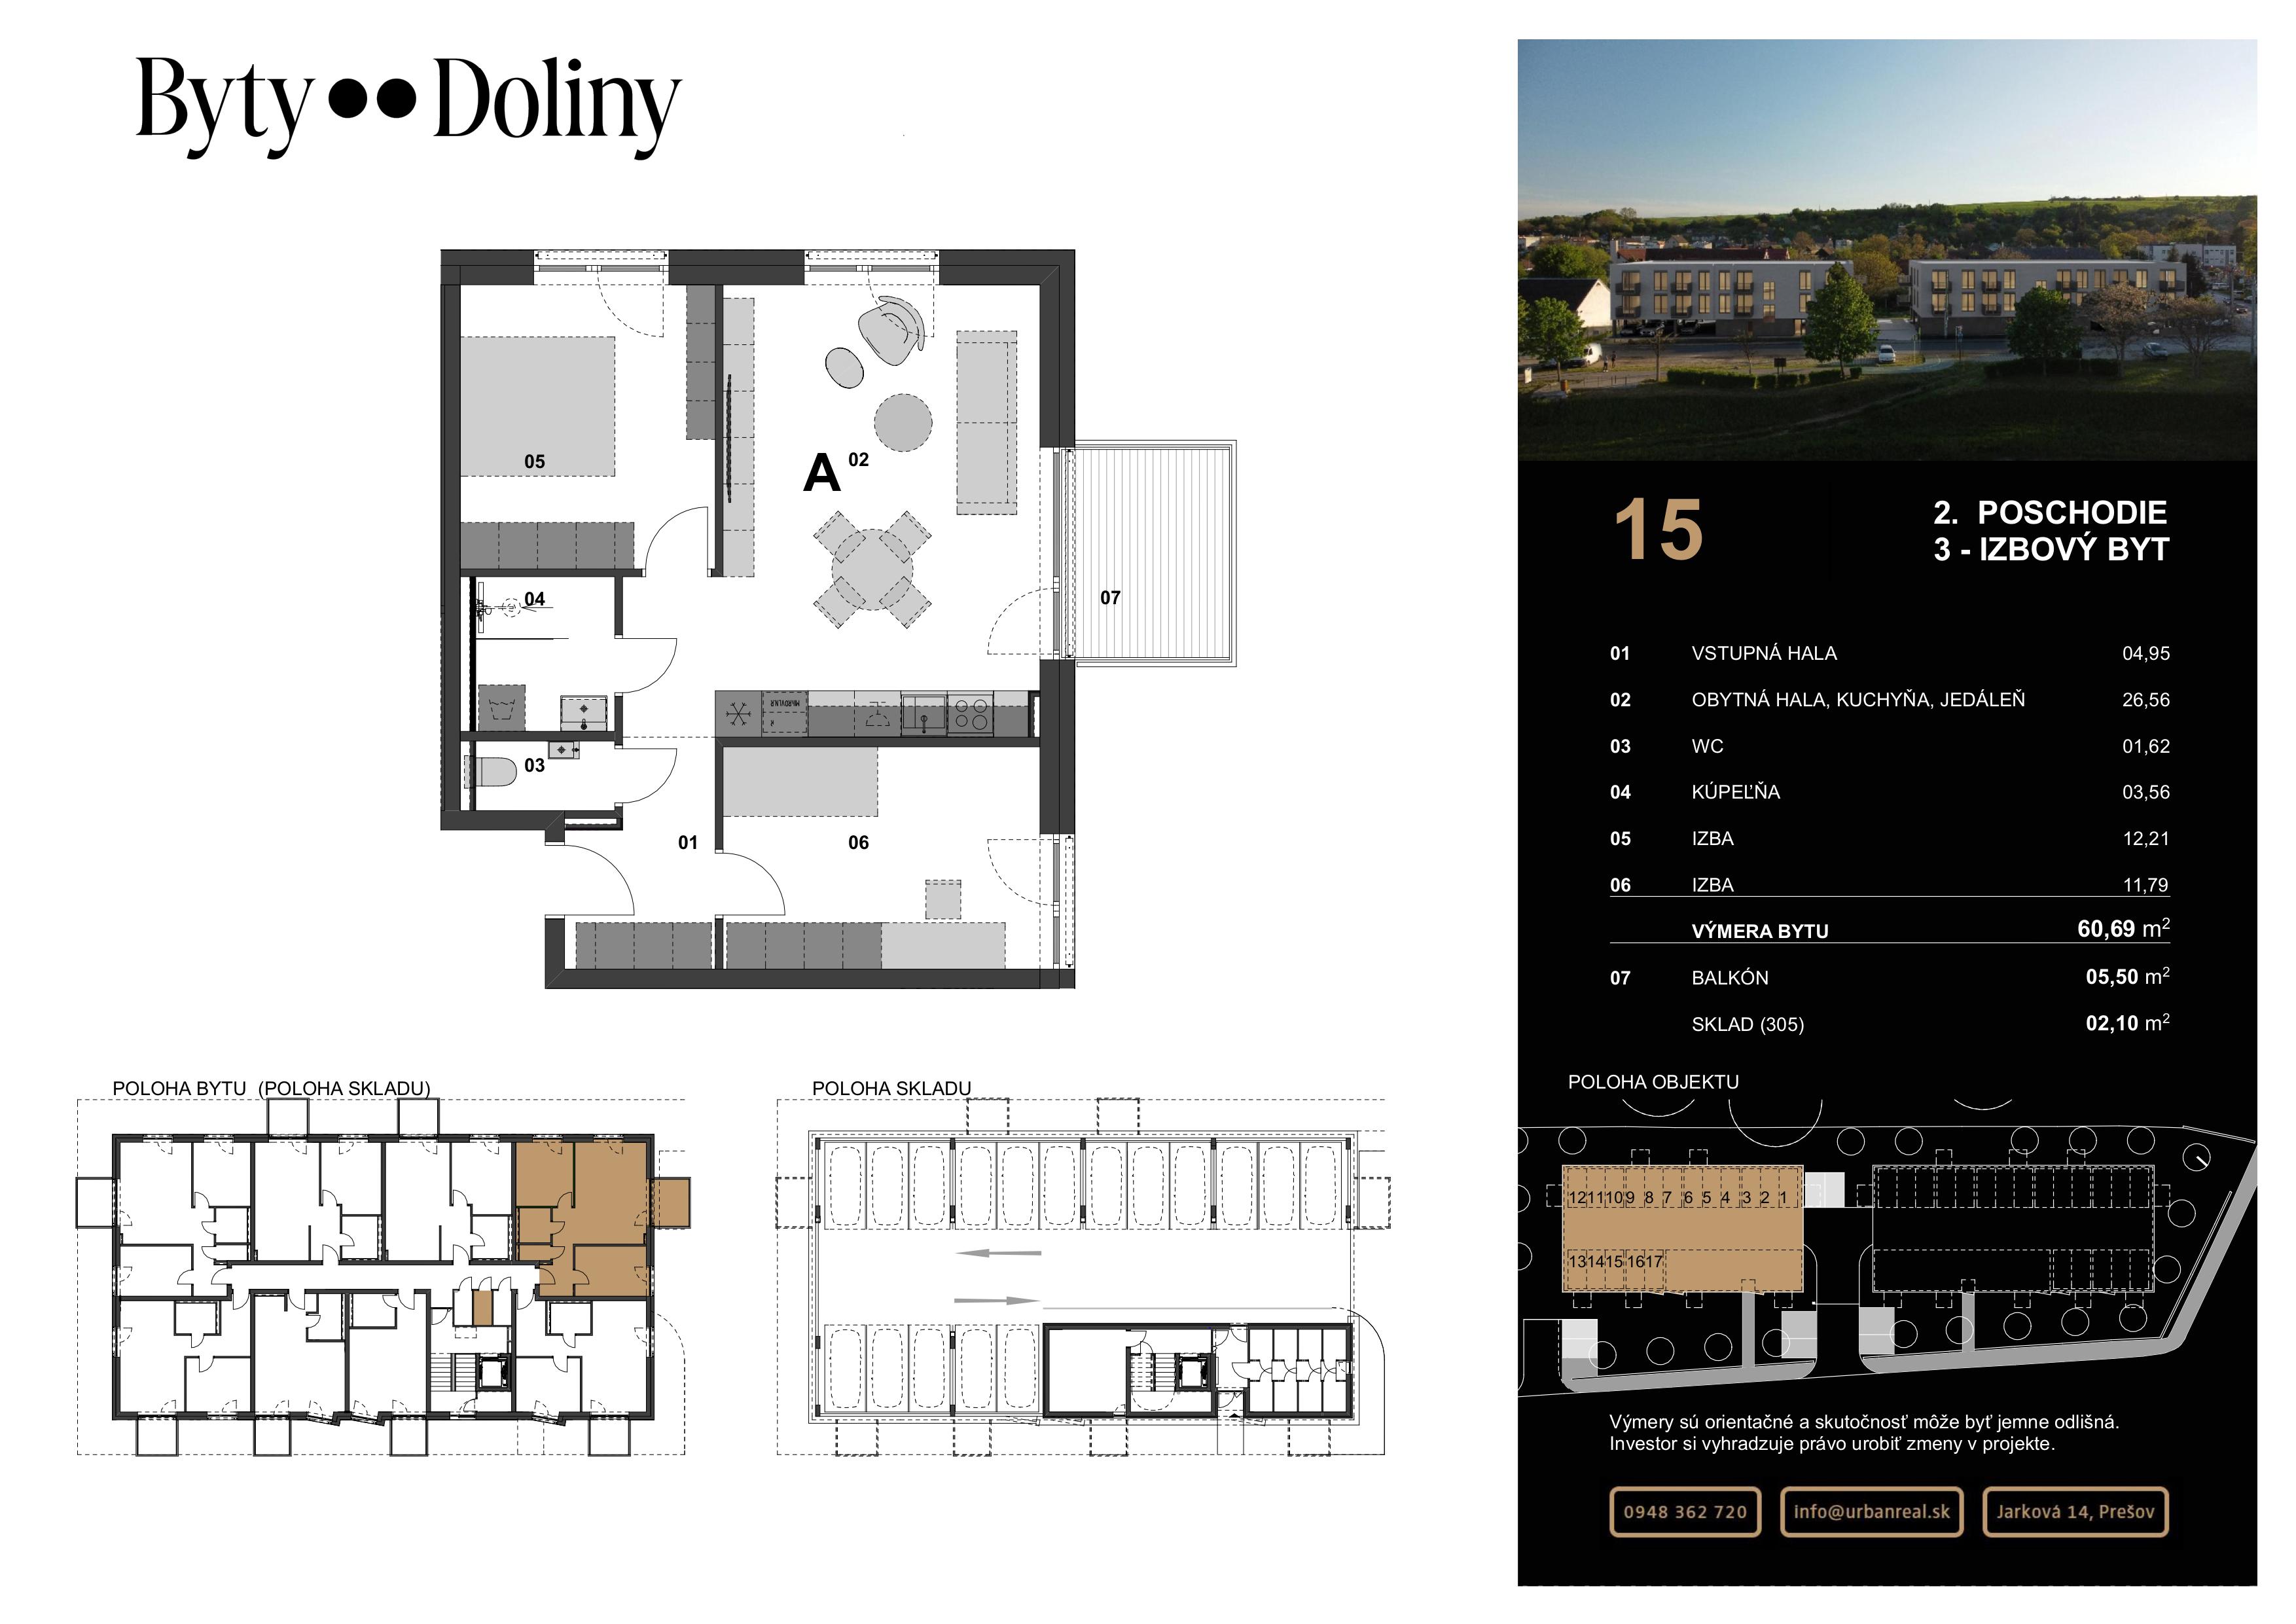 Byty Doliny
05
A 02
04
07
03
01
06
15
2. POSCHODIE
3 - IZBOVÝ BYT
01 VSTUPNÁ HALA 04,95
02 OBYTNÁ HALA, KUCHYŇA, JEDÁLEŇ 26,56
03 WC 01,62
04 KÚPEĽŇA 03,56
05 IZBA 12,21
06 IZBA 11,79
VÝMERA BYTU 60,69 m²
07 BALKÓN 05,50 m²
SKLAD (305) 02,10 m²
POLOHA BYTU (POLOHA SKLADU)
POLOHA SKLADU
POLOHA OBJEKTU
12 11 10 9 8 7 6 5 4 3 2 1
13 14 15 16 17
Výmery sú orientačné a skutočnosť môže byť jemne odlišná.
Investor si vyhradzuje právo urobiť zmeny v projekte.
0948 362 720
info@urbanreal.sk
Jarková 14, Prešov